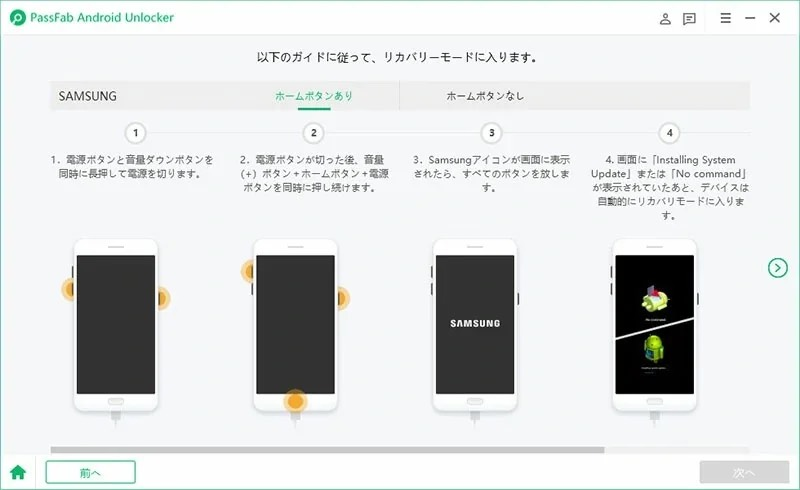 PassFab Android Unlocker
以下のガイドに従って、リカバリーモードに入ります。
SAMSUNG
ホームボタンあり
ホームボタンなし
1
2
3
4
1. 電源ボタンと音量ダウンボタンを
同時に長押して電源を切ります。
2. 電源ボタンが切った後、音量
(+) ボタン+ホームボタン+電源
ボタンを同時に押し続けます。
3. Samsungアイコンが画面に表示
されたら、すべてのボタンを放しま
す。
4. 画面に「Installing System
Update」または「No command」
が表示されていたあと、デバイスは
自動的にリカバリモードに入りま
す。
SAMSUNG
No command
前へ
次へ